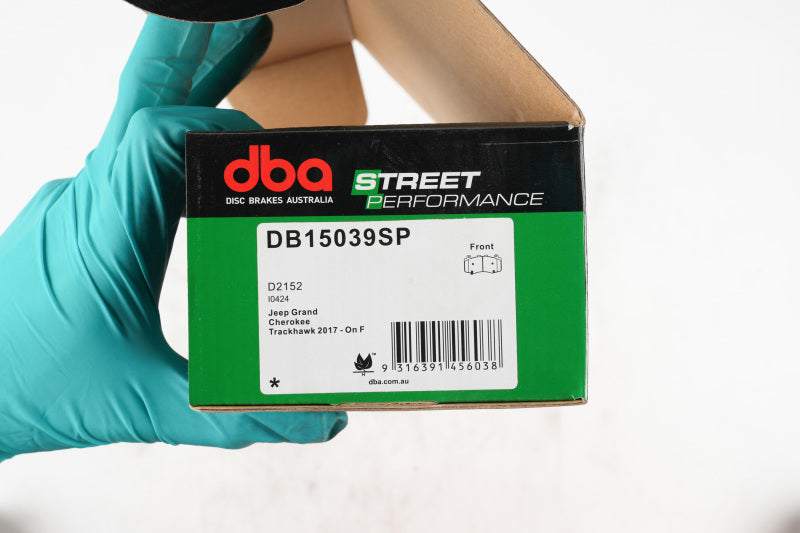 dba
DISC BRAKES AUSTRALIA
STREET
PERFORMANCE
DB15039SP
Front
D2152
I0424
Jeep Grand
Cherokee
Trackhawk 2017 - On F
TM
9 316391 456038
dba.com.au
*